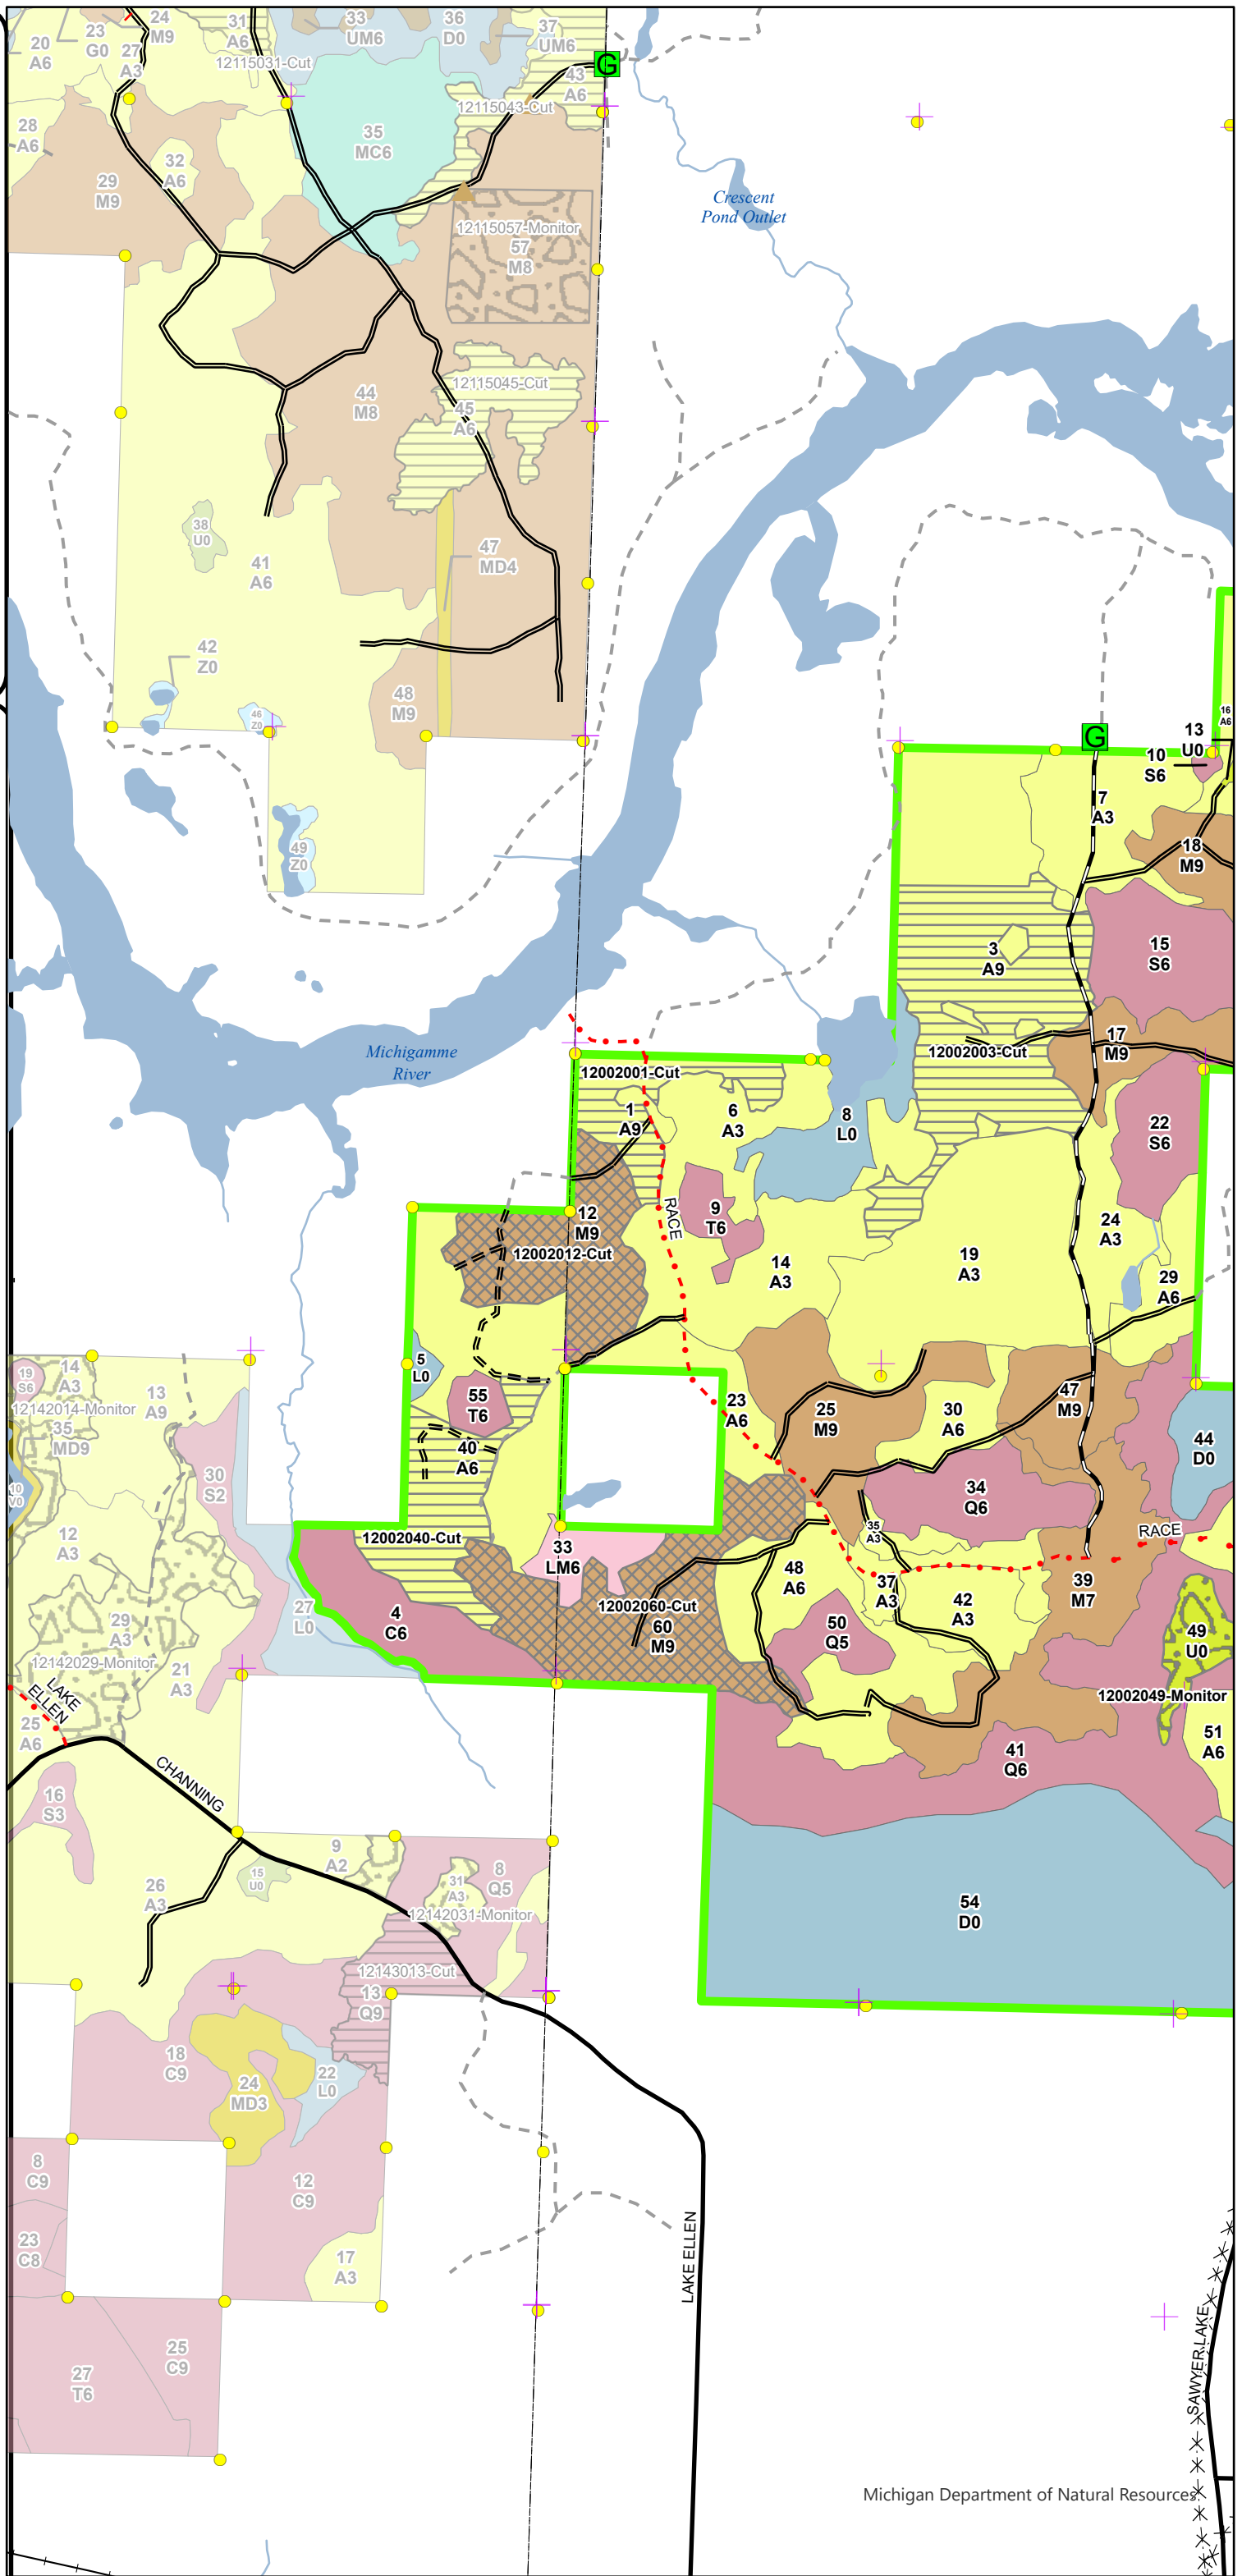 20
A6
23
G0
24
M9
27
A3
31
A6
12115031-Cut
33
UM6
36
D0
37
UM6
G
43
A6
12115043-Cut
28
A6
29
M9
32
A6
35
MC6
Crescent
Pond Outlet
12115057-Monitor
57
M8
12115045-Cut
45
A6
44
M8
38
U0
41
A6
47
MD4
42
Z0
48
M9
46
Z0
49
Z0
16
A6
G
13
U0
10
S6
7
A3
18
M9
3
A9
15
S6
Michigamme
River
17
M9
12002003-Cut
12002001-Cut
1
A9
6
A3
8
L0
22
S6
RACE
9
T6
12
M9
12002012-Cut
14
A3
19
A3
24
A3
29
A6
5
L0
55
T6
40
A6
23
A6
25
M9
30
A6
47
M9
44
D0
19
S6
14
A3
12142014-Monitor
13
A9
35
MD9
30
S2
10
V0
12
A3
34
Q6
35
A3
RACE
12002040-Cut
33
LM6
48
A6
37
A3
42
A3
39
M7
12002060-Cut
60
M9
4
C6
50
Q5
49
U0
29
A3
27
L0
12142029-Monitor
21
A3
LAKE
ELLEN
25
A6
12002049-Monitor
51
A6
41
Q6
CHANNING
16
S3
9
A2
15
U0
26
A3
31
A3
8
Q5
12142031-Monitor
54
D0
12143013-Cut
13
Q9
18
C9
24
MD3
22
L0
8
C9
12
C9
23
C8
17
A3
25
C9
27
T6
LAKE ELLEN
SAWYER LAKE
Michigan Department of Natural Resources